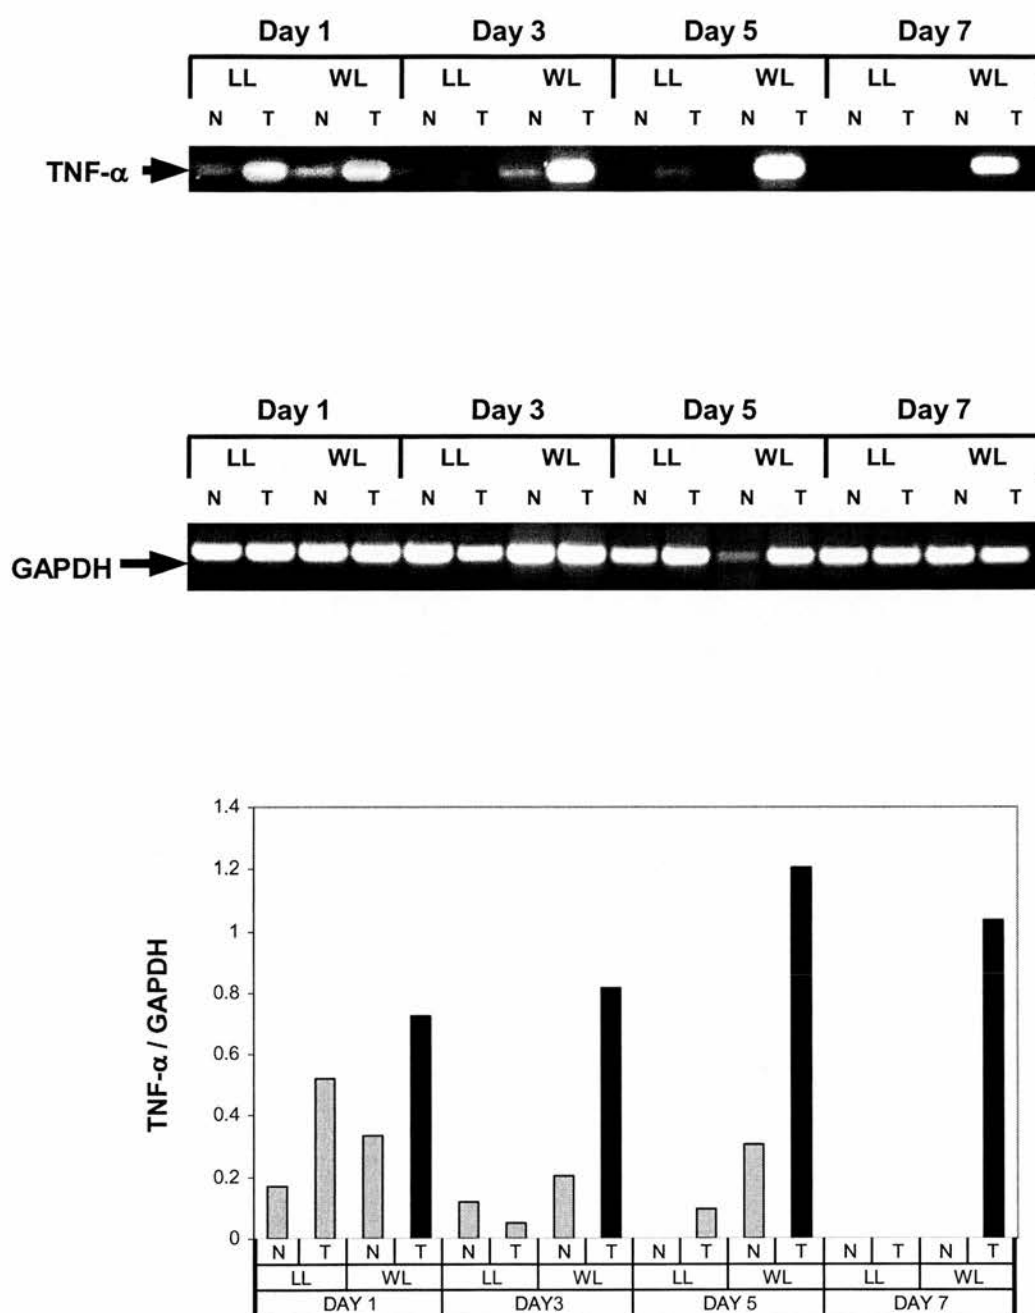 Day 1 Day 3 Day 5 Day 7
LL WL LL WL LL WL LL WL
N T N T N T N T N T N T N T N T
TNF-α
Day 1 Day 3 Day 5 Day 7
LL WL LL WL LL WL LL WL
N T N T N T N T N T N T N T N T
GAPDH
TNF-α / GAPDH
1.4
1.2
1
0.8
0.6
0.4
0.2
0
N T N T N T N T N T N T N T N T
LL WL LL WL LL WL LL WL
DAY 1 DAY3 DAY 5 DAY 7